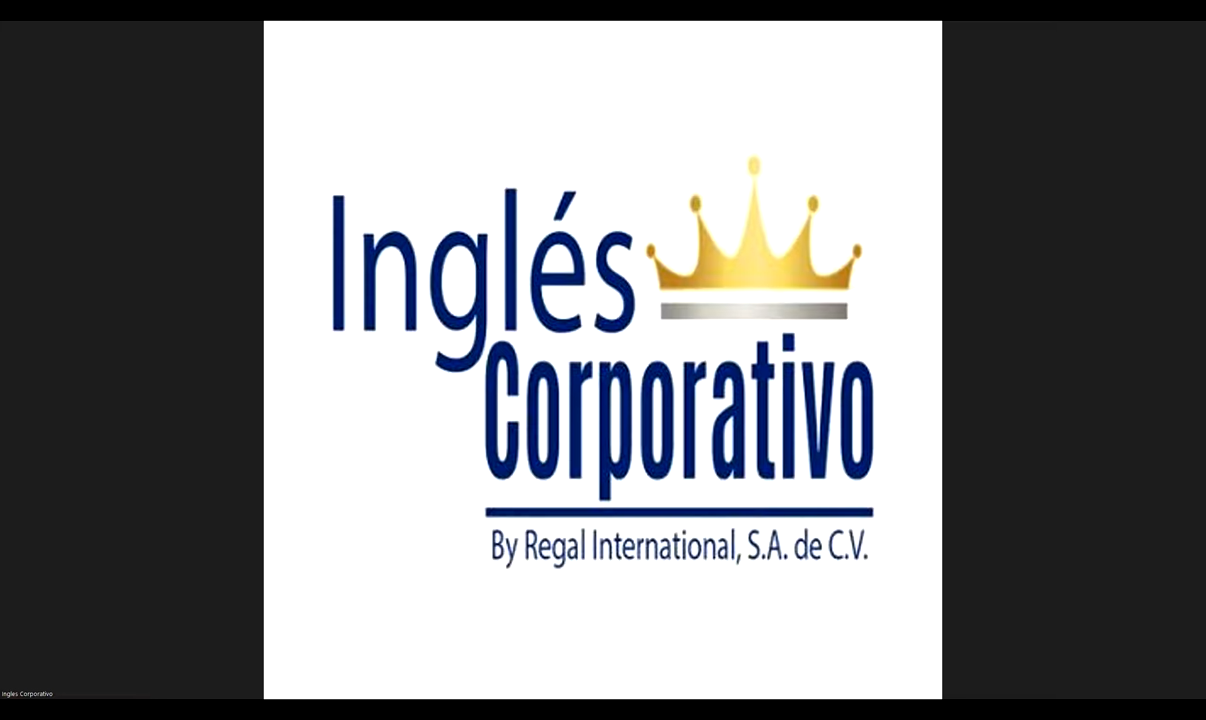 Inglés
Corporativo
By Regal International, S.A. de C.V.
Ingles Corporativo